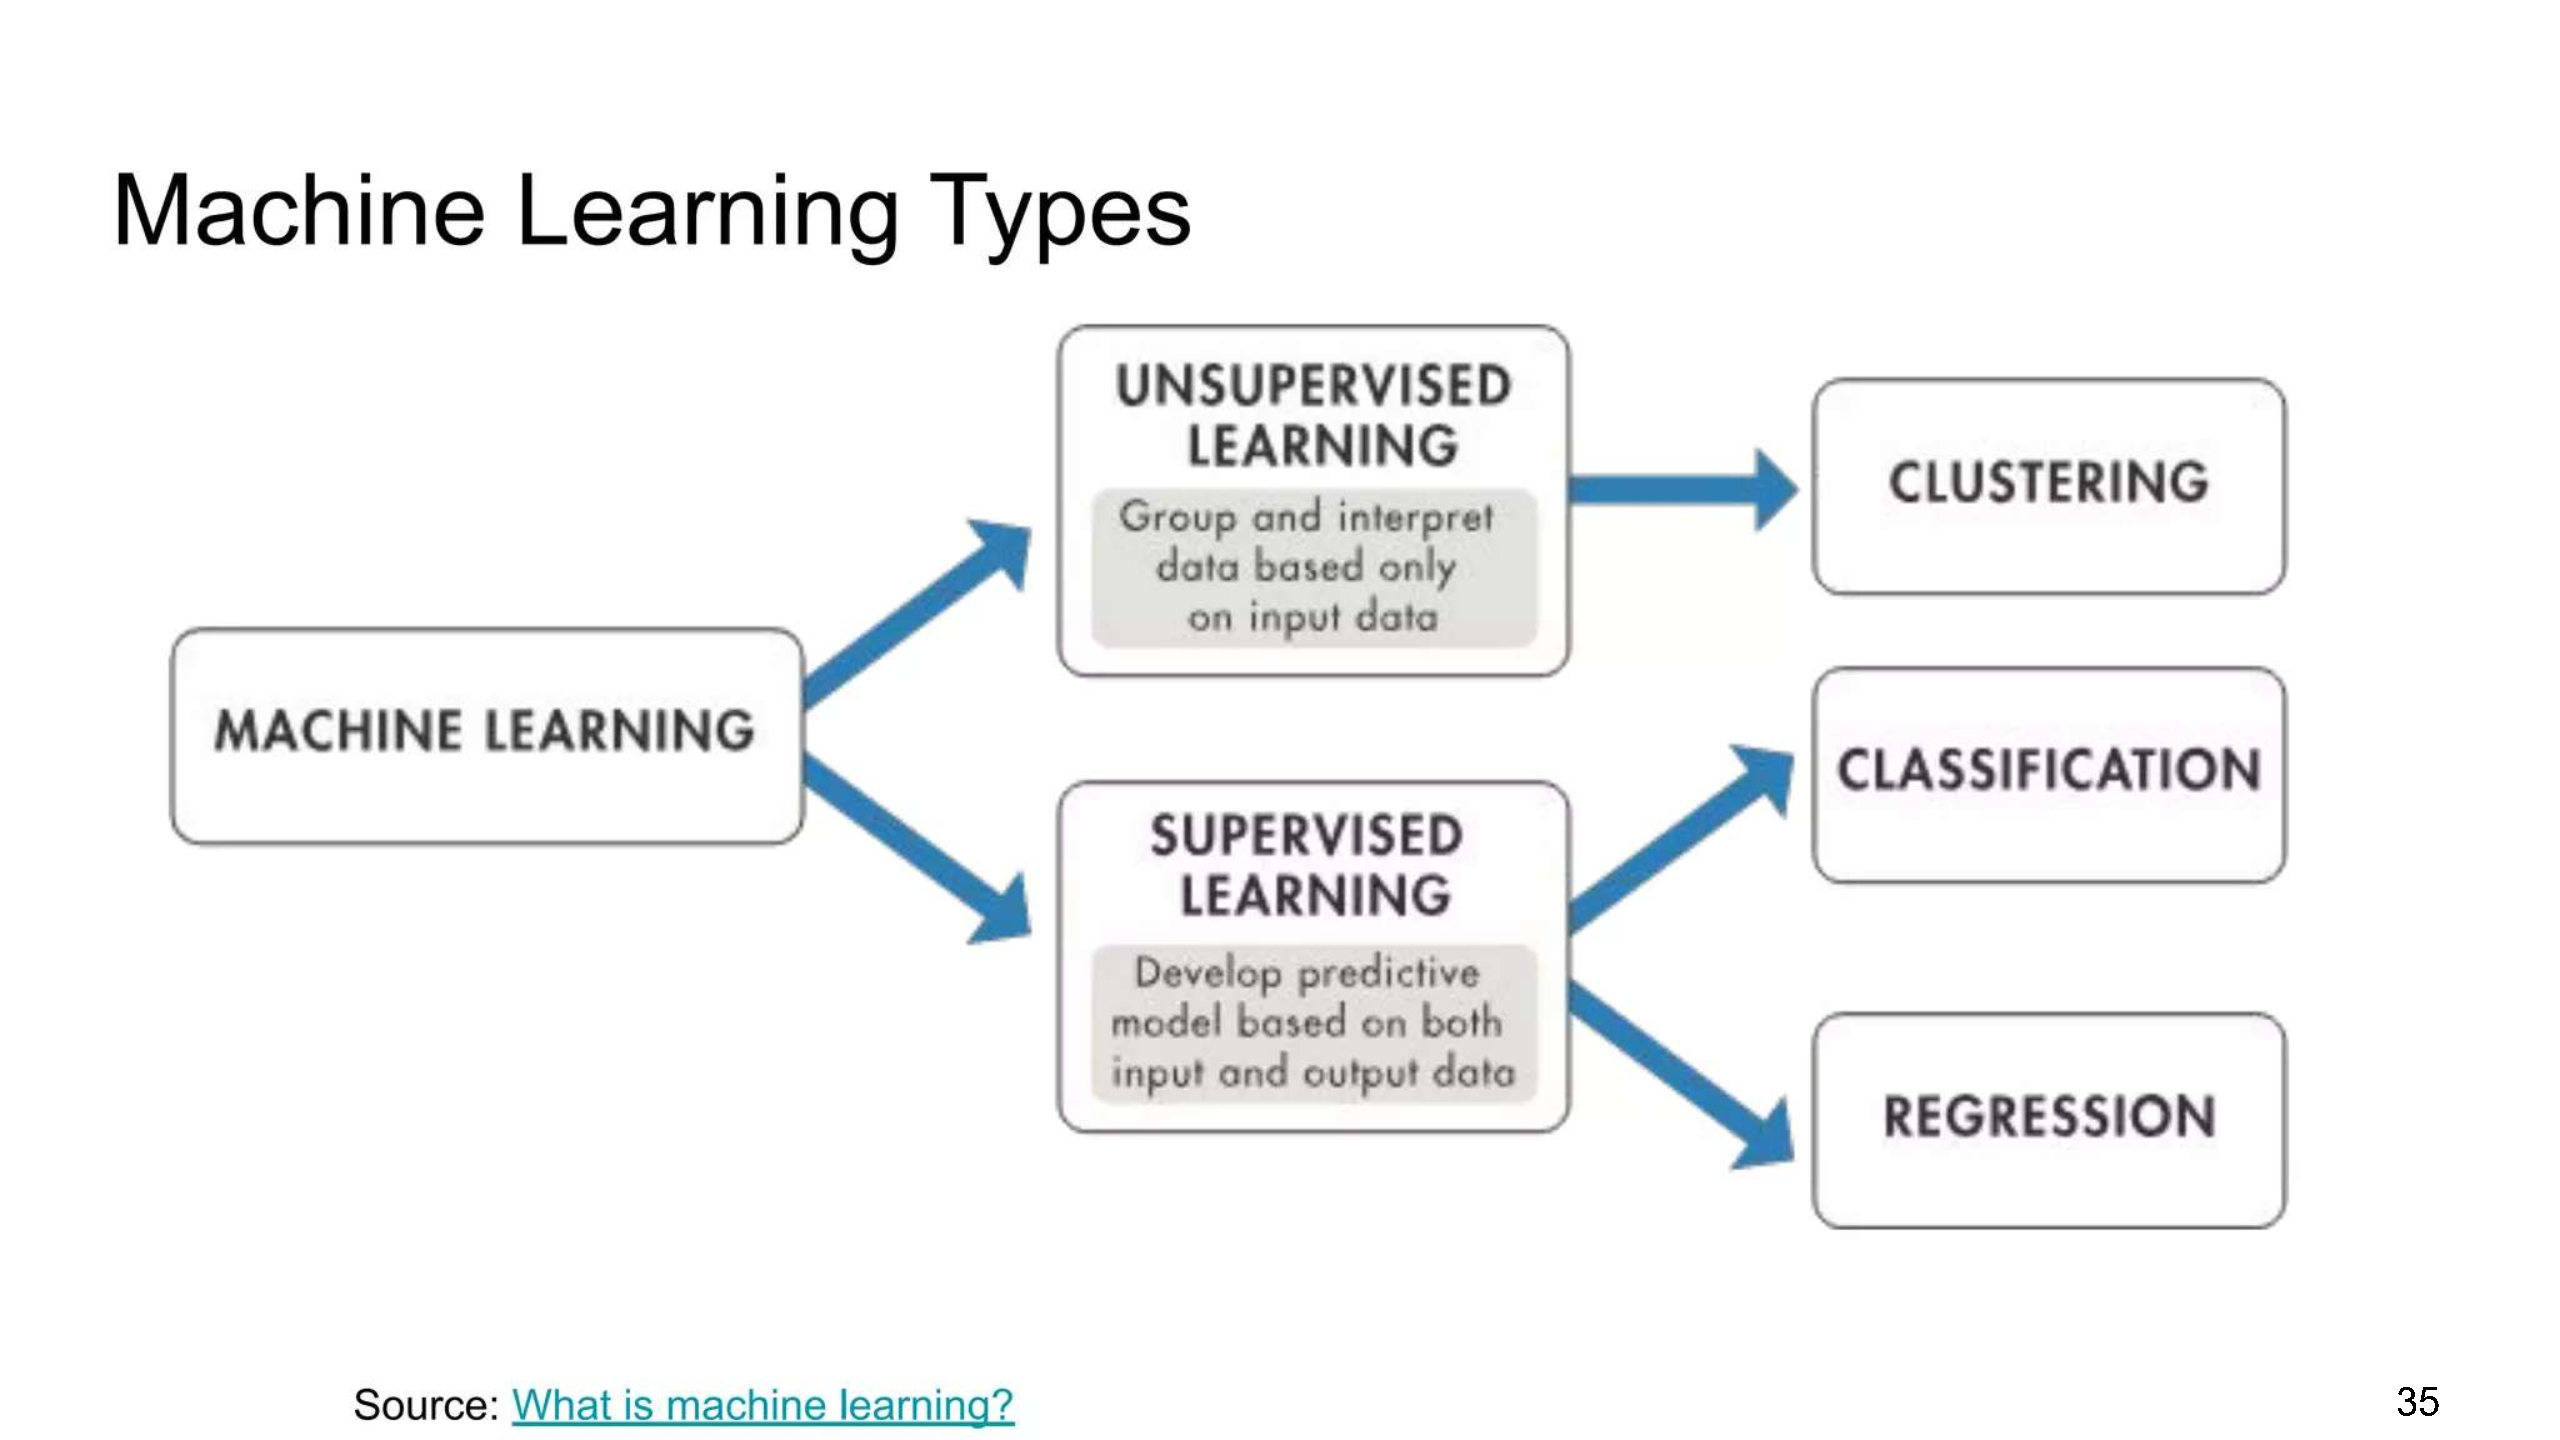 Machine Learning Types
MACHINE LEARNING
UNSUPERVISED
LEARNING
Group and interpret
data based only
on input data
CLUSTERING
SUPERVISED
LEARNING
Develop predictive
model based on both
input and output data
CLASSIFICATION
REGRESSION
Source: What is machine learning?
35